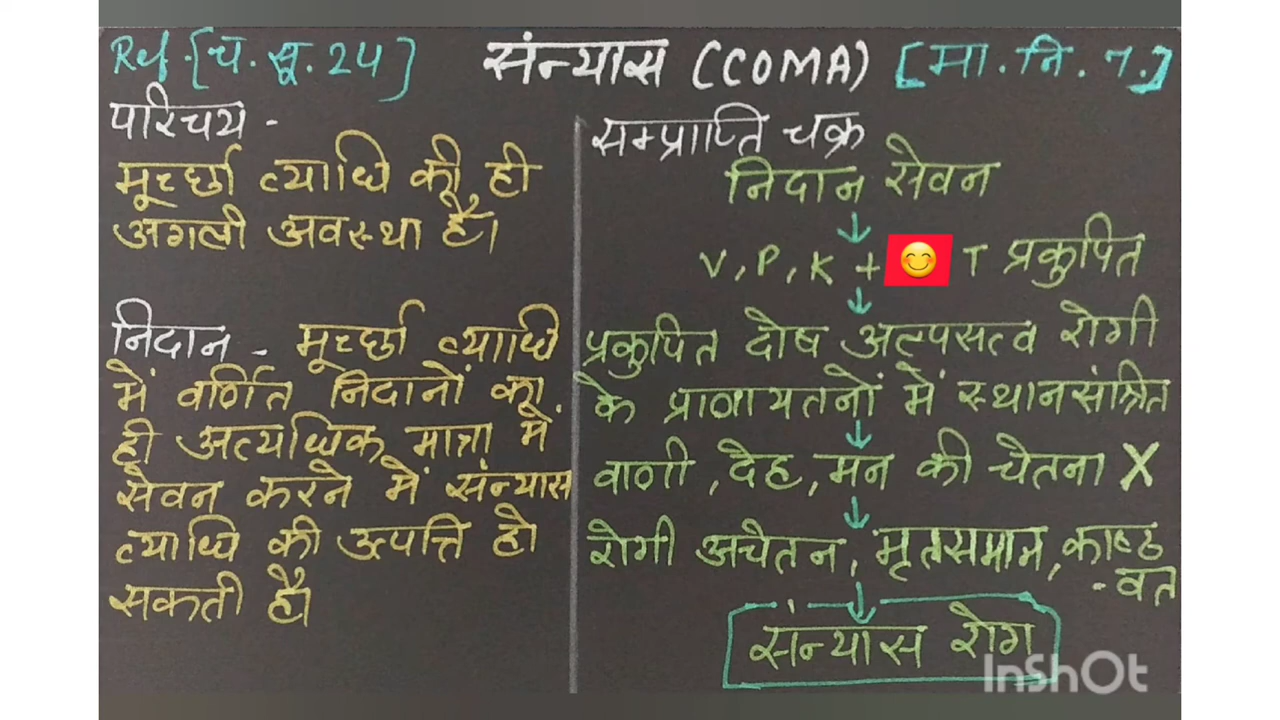 Ref.[च.सू.24]
संन्यास (COMA)
[मा.नि.1.]
परिचय -
मूर्च्छा व्याधि की ही
अगली अवस्था है।
निदान - मूर्च्छा व्याधि
में वर्णित निदानों का
ही अत्यधिक मात्रा में
सेवन करने में संन्यास
व्याधि की उत्पत्ति हो
सकती है।
सम्प्राप्ति चक्र
निदान सेवन
↓
V, P, K + T प्रकुपित
↓
प्रकुपित दोष अल्पसत्व रोगी
के प्राणायतनों में स्थानसंश्रित
↓
वाणी, देह, मन की चेतना X
↓
रोगी अचेतन, मृतसमान, काष्ठ
- वत
↓
संन्यास रोग
InShOt